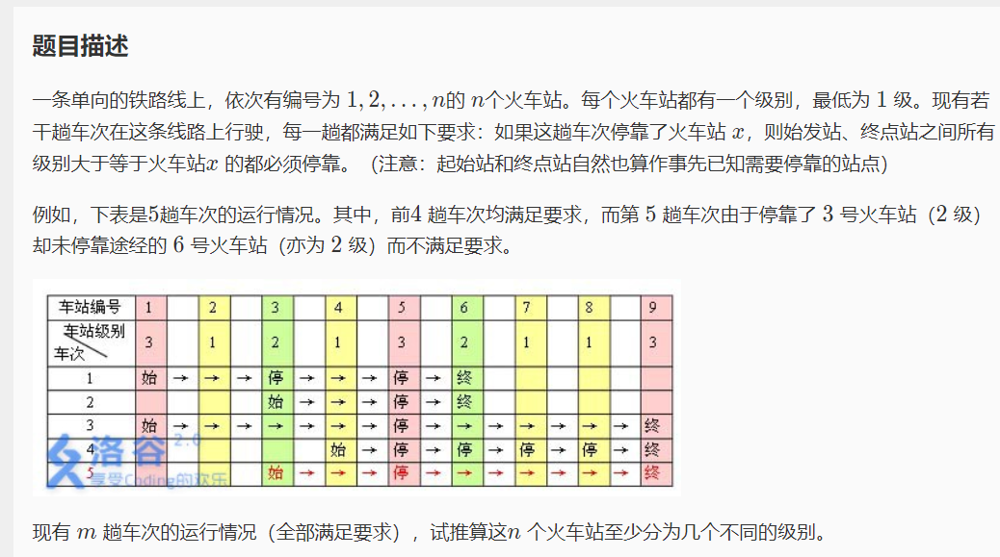 题目描述
一条单向的铁路线上，依次有编号为 1, 2, . . . , n的 n个火车站。每个火车站都有一个级别，最低为 1 级。现有若
干趟车次在这条线路上行驶，每一趟都满足如下要求：如果这趟车次停靠了火车站 x，则始发站、终点站之间所有
级别大于等于火车站x 的都必须停靠。（注意：起始站和终点站自然也算作事先已知需要停靠的站点）
例如，下表是5趟车次的运行情况。其中，前4 趟车次均满足要求，而第 5 趟车次由于停靠了 3 号火车站（2 级）
却未停靠途经的 6 号火车站（亦为 2 级）而不满足要求。
车站编号 1 2 3 4 5 6 7 8 9
车站级别
车次 3 1 2 1 3 2 1 1 3
1 始 → → → 停 → → → 停 → 终
2 始 → → → 停 → 终
3 始 → → → → → → → 停 → → → → → → → 终
4 始 → 停 → 停 → 停 → 停 → 终
5 始 → → → 停 → → → → → → → 终
洛谷 2.0
享受Coding的欢乐
现有 m 趟车次的运行情况（全部满足要求），试推算这n 个火车站至少分为几个不同的级别。